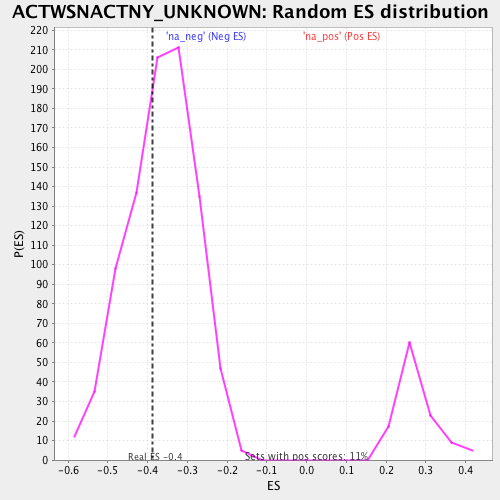 ACTWSNACTNY_UNKNOWN: Random ES distribution
'na_neg' (Neg ES)
'na_pos' (Pos ES)
220
210
200
190
180
170
160
150
140
130
120
110
100
90
80
70
60
50
40
30
20
10
0
P(ES)
Real ES -0.4
Sets with pos scores: 11%
-0.6 -0.5 -0.4 -0.3 -0.2 -0.1 0.0 0.1 0.2 0.3 0.4
ES